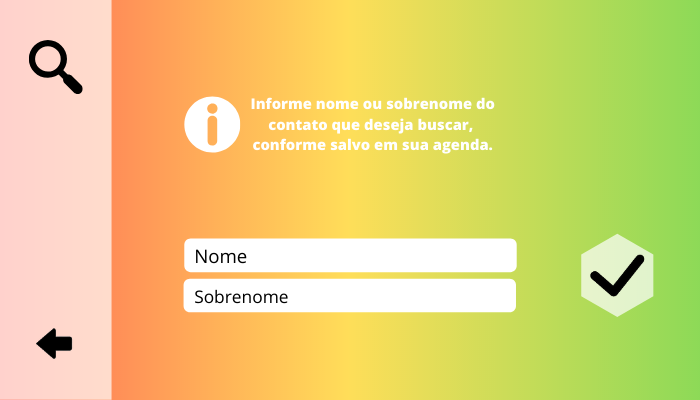 Informe nome ou sobrenome do
contato que deseja buscar,
conforme salvo em sua agenda.
Nome
Sobrenome